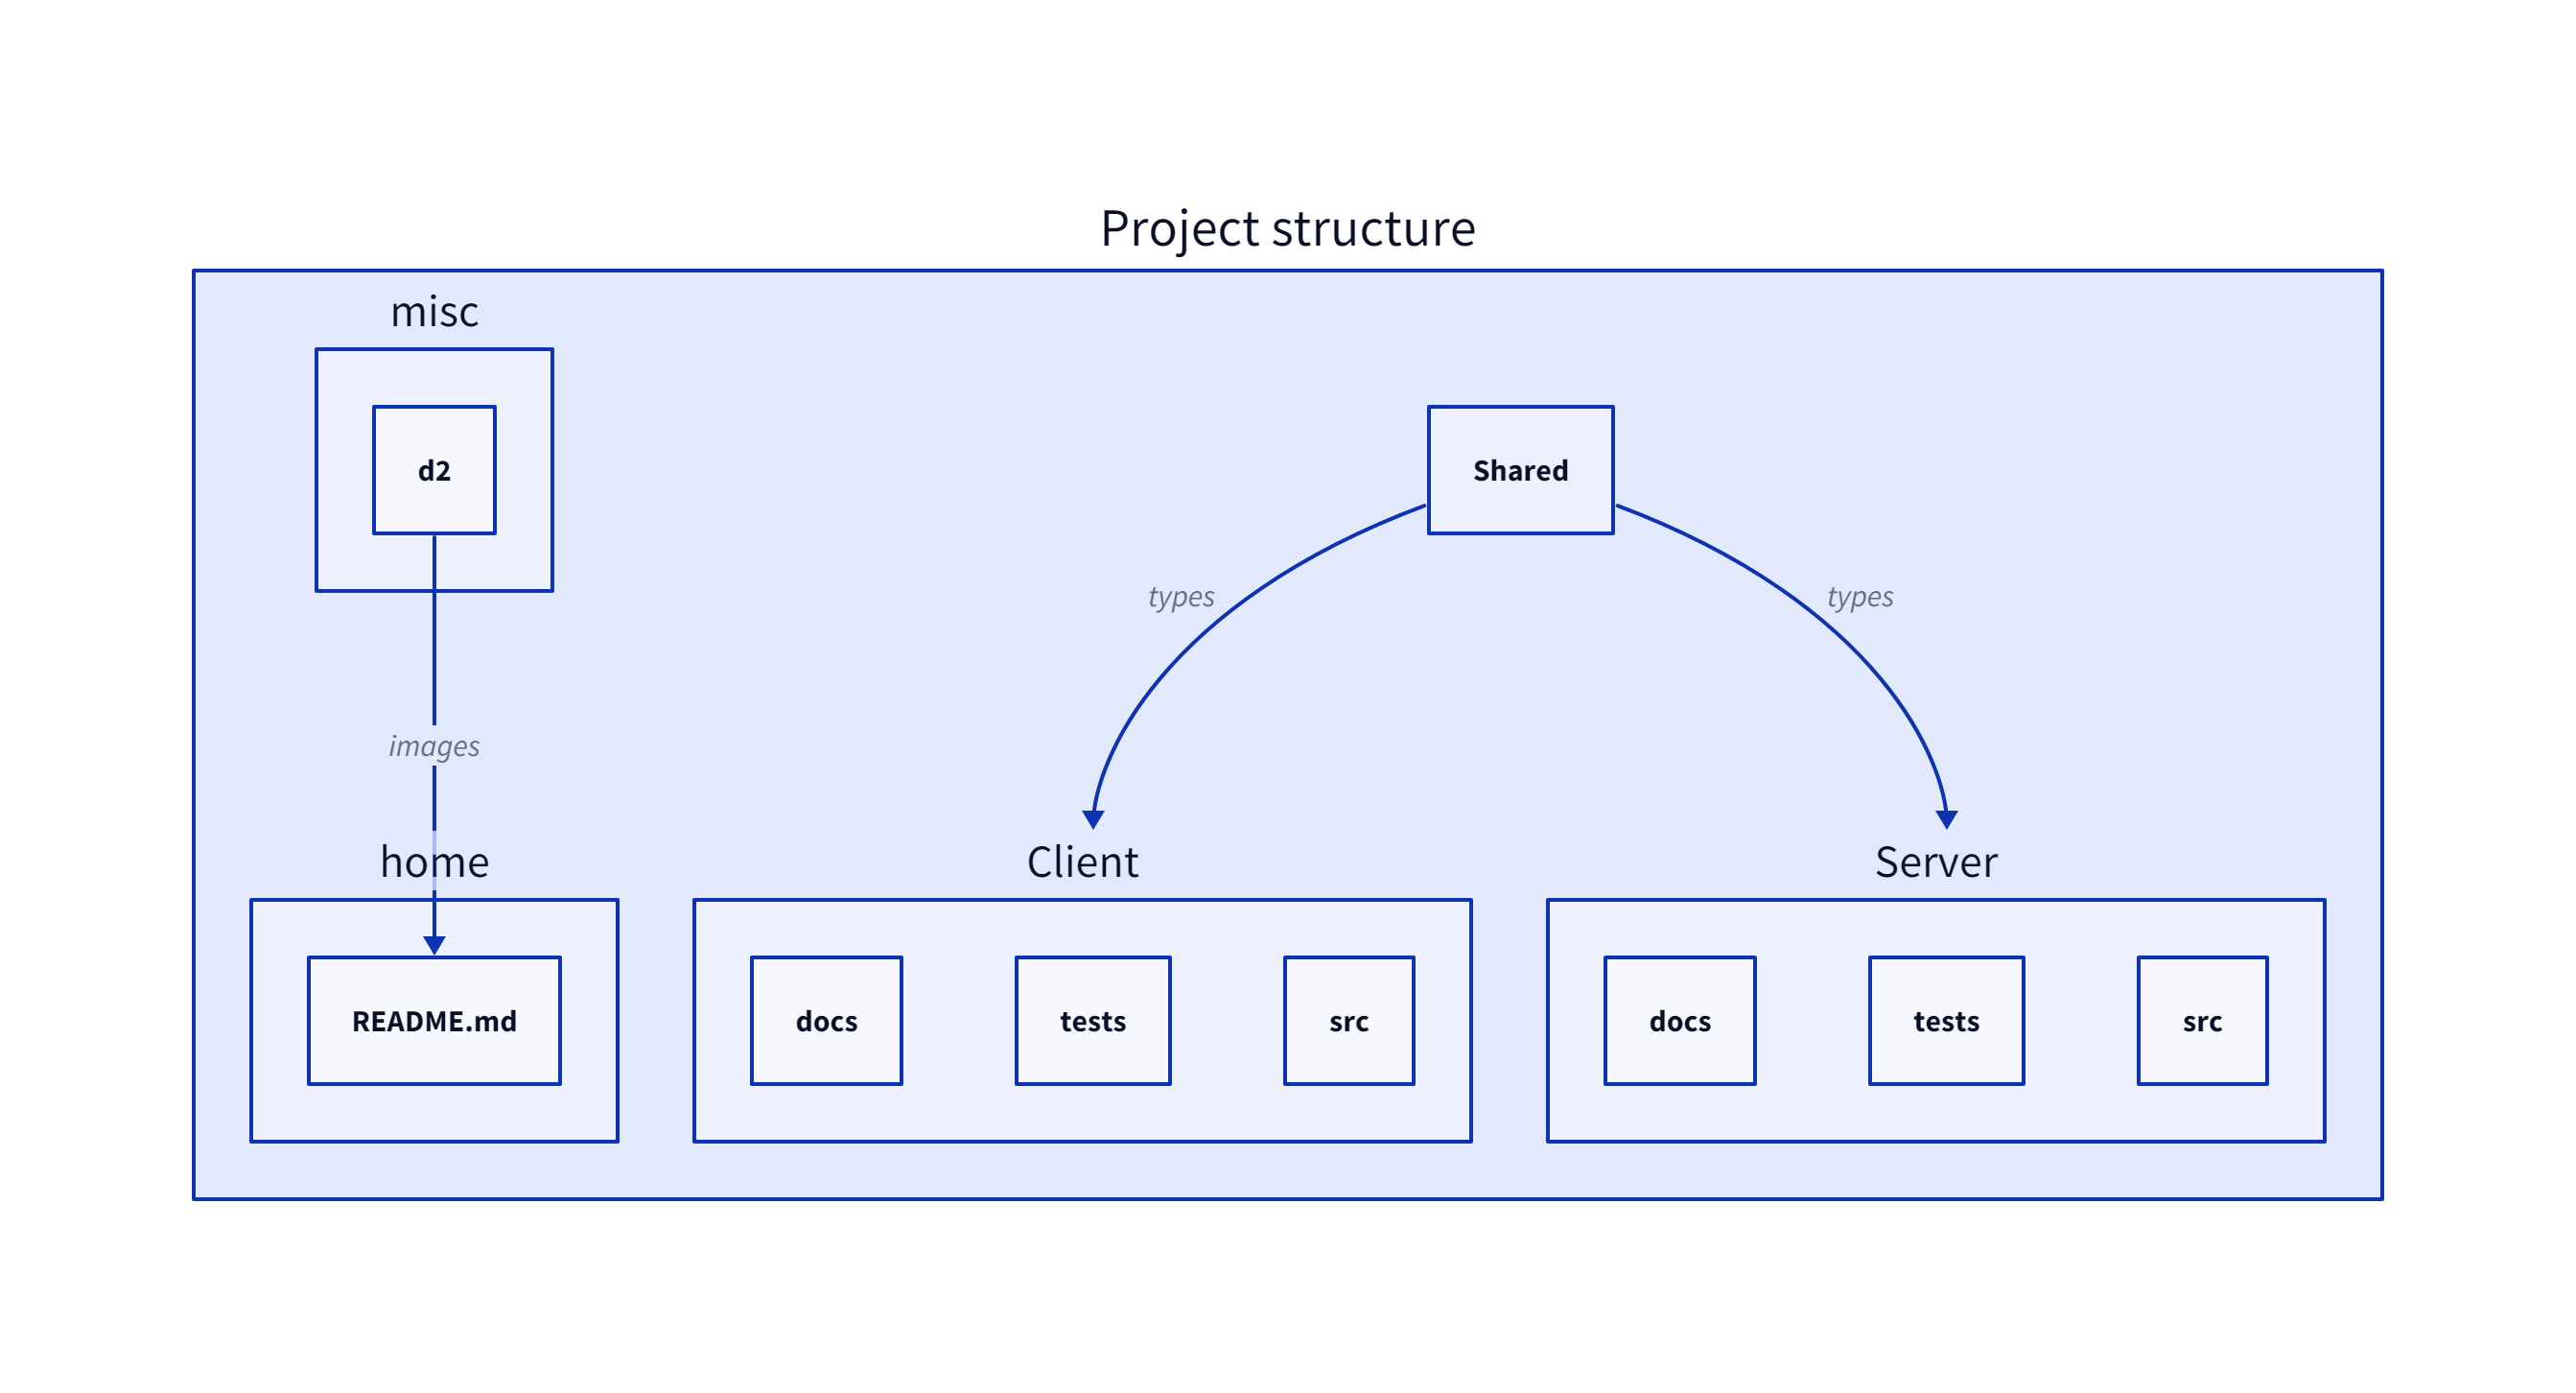 Project structure
misc
d2
Shared
types
types
images
home
Client
Server
README.md
docs
tests
src
docs
tests
src